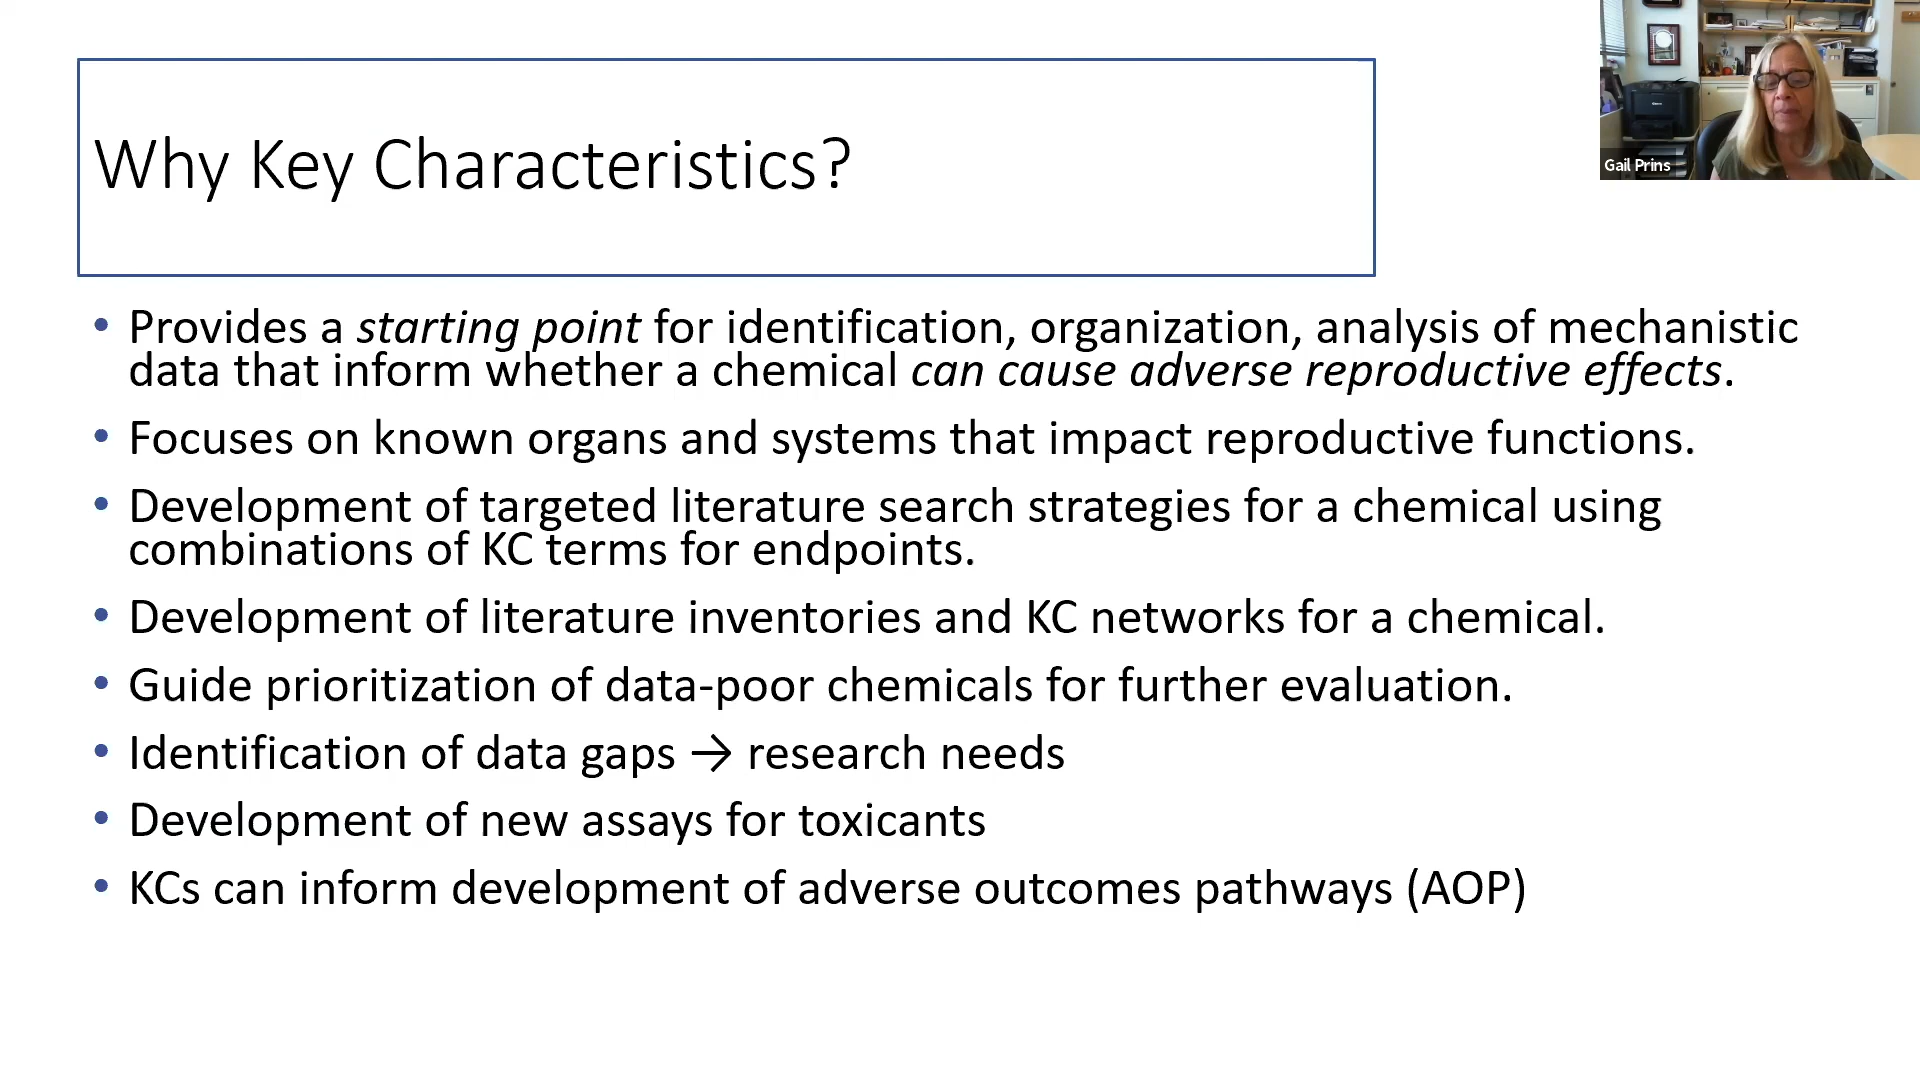 Why Key Characteristics?
Gail Prins
• Provides a starting point for identification, organization, analysis of mechanistic
data that inform whether a chemical can cause adverse reproductive effects.
• Focuses on known organs and systems that impact reproductive functions.
• Development of targeted literature search strategies for a chemical using
combinations of KC terms for endpoints.
• Development of literature inventories and KC networks for a chemical.
• Guide prioritization of data-poor chemicals for further evaluation.
• Identification of data gaps → research needs
• Development of new assays for toxicants
• KCs can inform development of adverse outcomes pathways (AOP)